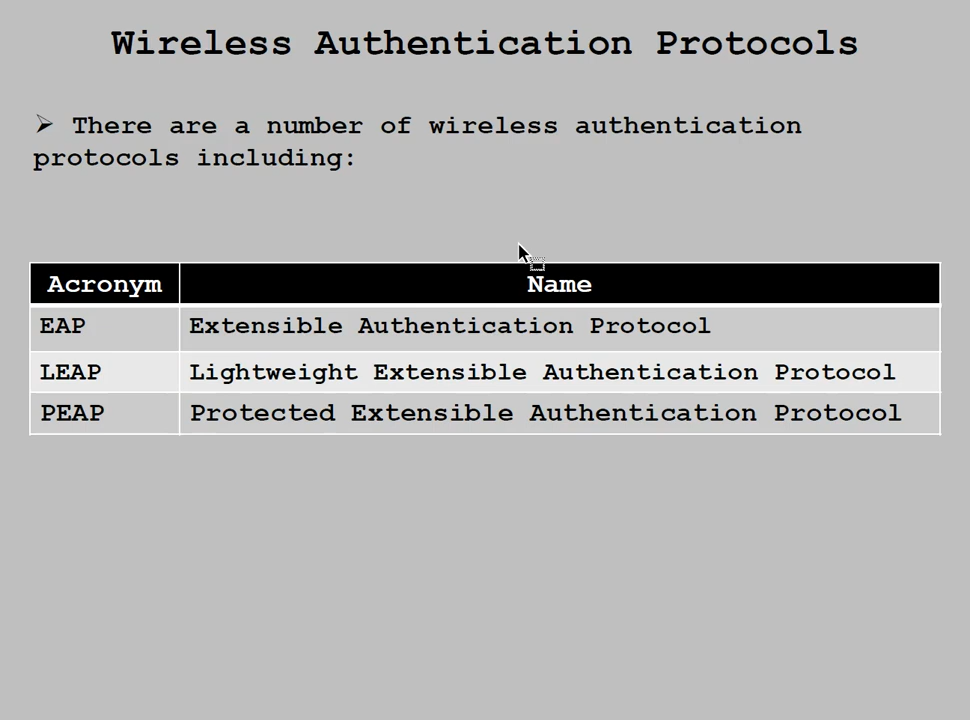 Wireless Authentication Protocols
➢ There are a number of wireless authentication
protocols including:
Acronym Name
EAP Extensible Authentication Protocol
LEAP Lightweight Extensible Authentication Protocol
PEAP Protected Extensible Authentication Protocol